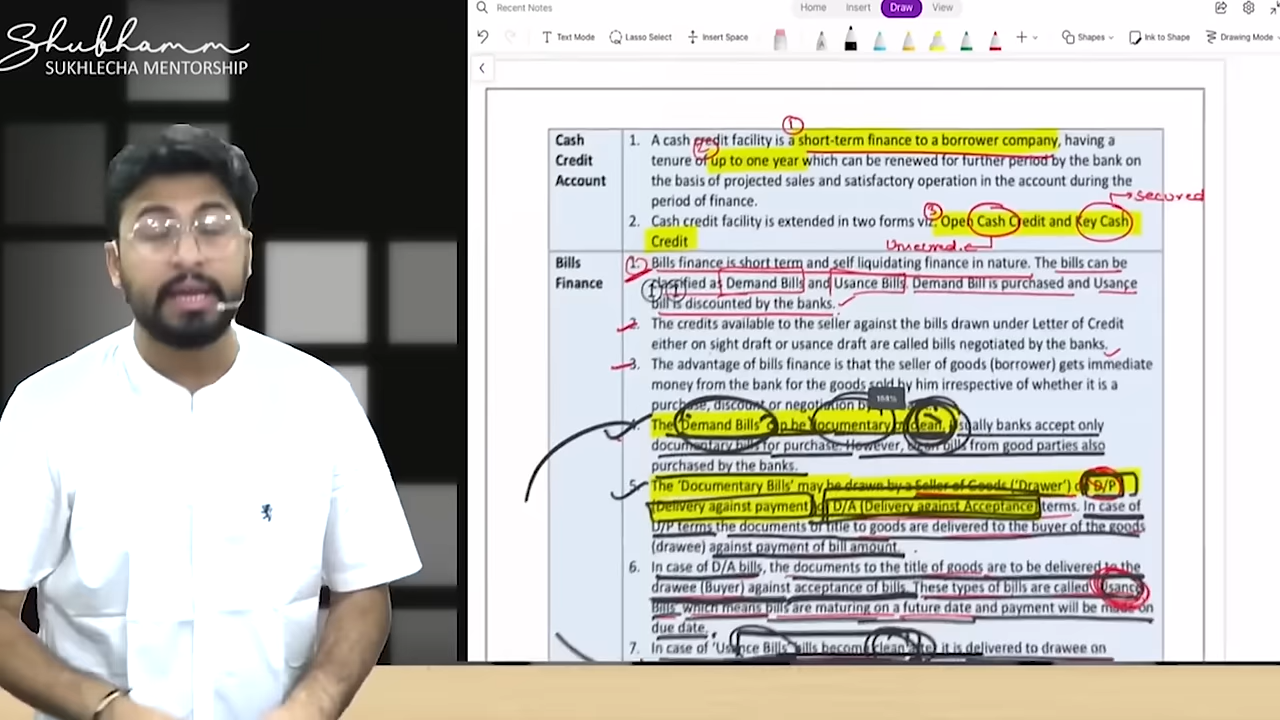 Shubhamm
SUKHLECHA MENTORSHIP
Recent Notes
Home Insert Draw View
Text Mode Lasso Select Insert Space Shapes Ink to Shape Drawing Mode
Cash
Credit
Account
1. A cash credit facility is a short-term finance to a borrower company, having a
tenure of up to one year which can be renewed for further period by the bank on
the basis of projected sales and satisfactory operation in the account during the
period of finance.
secured
2. Cash credit facility is extended in two forms viz. Open Cash Credit and Key Cash
Credit
Bills
Finance
1. Bills finance is short term and self liquidating finance in nature. The bills can be
classified as Demand Bills and Usance Bills. Demand Bill is purchased and Usance
bill is discounted by the banks.
2. The credits available to the seller against the bills drawn under Letter of Credit
either on sight draft or usance draft are called bills negotiated by the banks.
3. The advantage of bills finance is that the seller of goods (borrower) gets immediate
money from the bank for the goods sold by him irrespective of whether it is a
purchase, discount or negotiation
4. The 'Demand Bills' can be documentary or clean. Usually banks accept only
documentary bills for purchase. However, clean bills from good parties also
purchased by the banks.
5. The 'Documentary Bills' may be drawn by a Seller of Goods ('Drawer') D/P
(Delivery against payment) D/A (Delivery against Acceptance) terms. In case of
D/P terms the documents of title to goods are delivered to the buyer of the goods
(drawee) against payment of bill amount.
6. In case of D/A bills, the documents to the title of goods are to be delivered to the
drawee (Buyer) against acceptance of bills. These types of bills are called Usance
Bills, which means bills are maturing on a future date and payment will be made on
due date.
7. In case of 'Usance Bills' bills become clean after it is delivered to drawee on